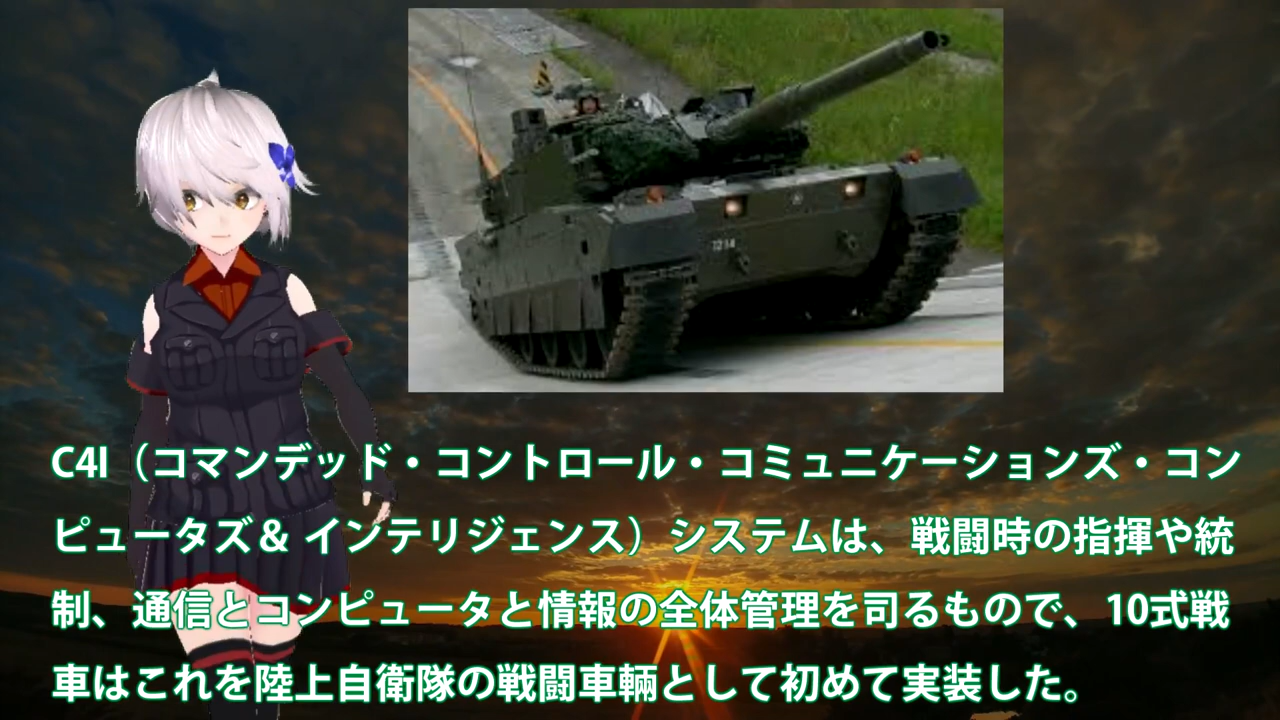 1214
C4I（コマンデッド・コントロール・コミュニケーションズ・コン
ピュータズ＆ インテリジェンス）システムは、戦闘時の指揮や統
制、通信とコンピュータと情報の全体管理を司るもので、10式戦
車はこれを陸上自衛隊の戦闘車輛として初めて実装した。